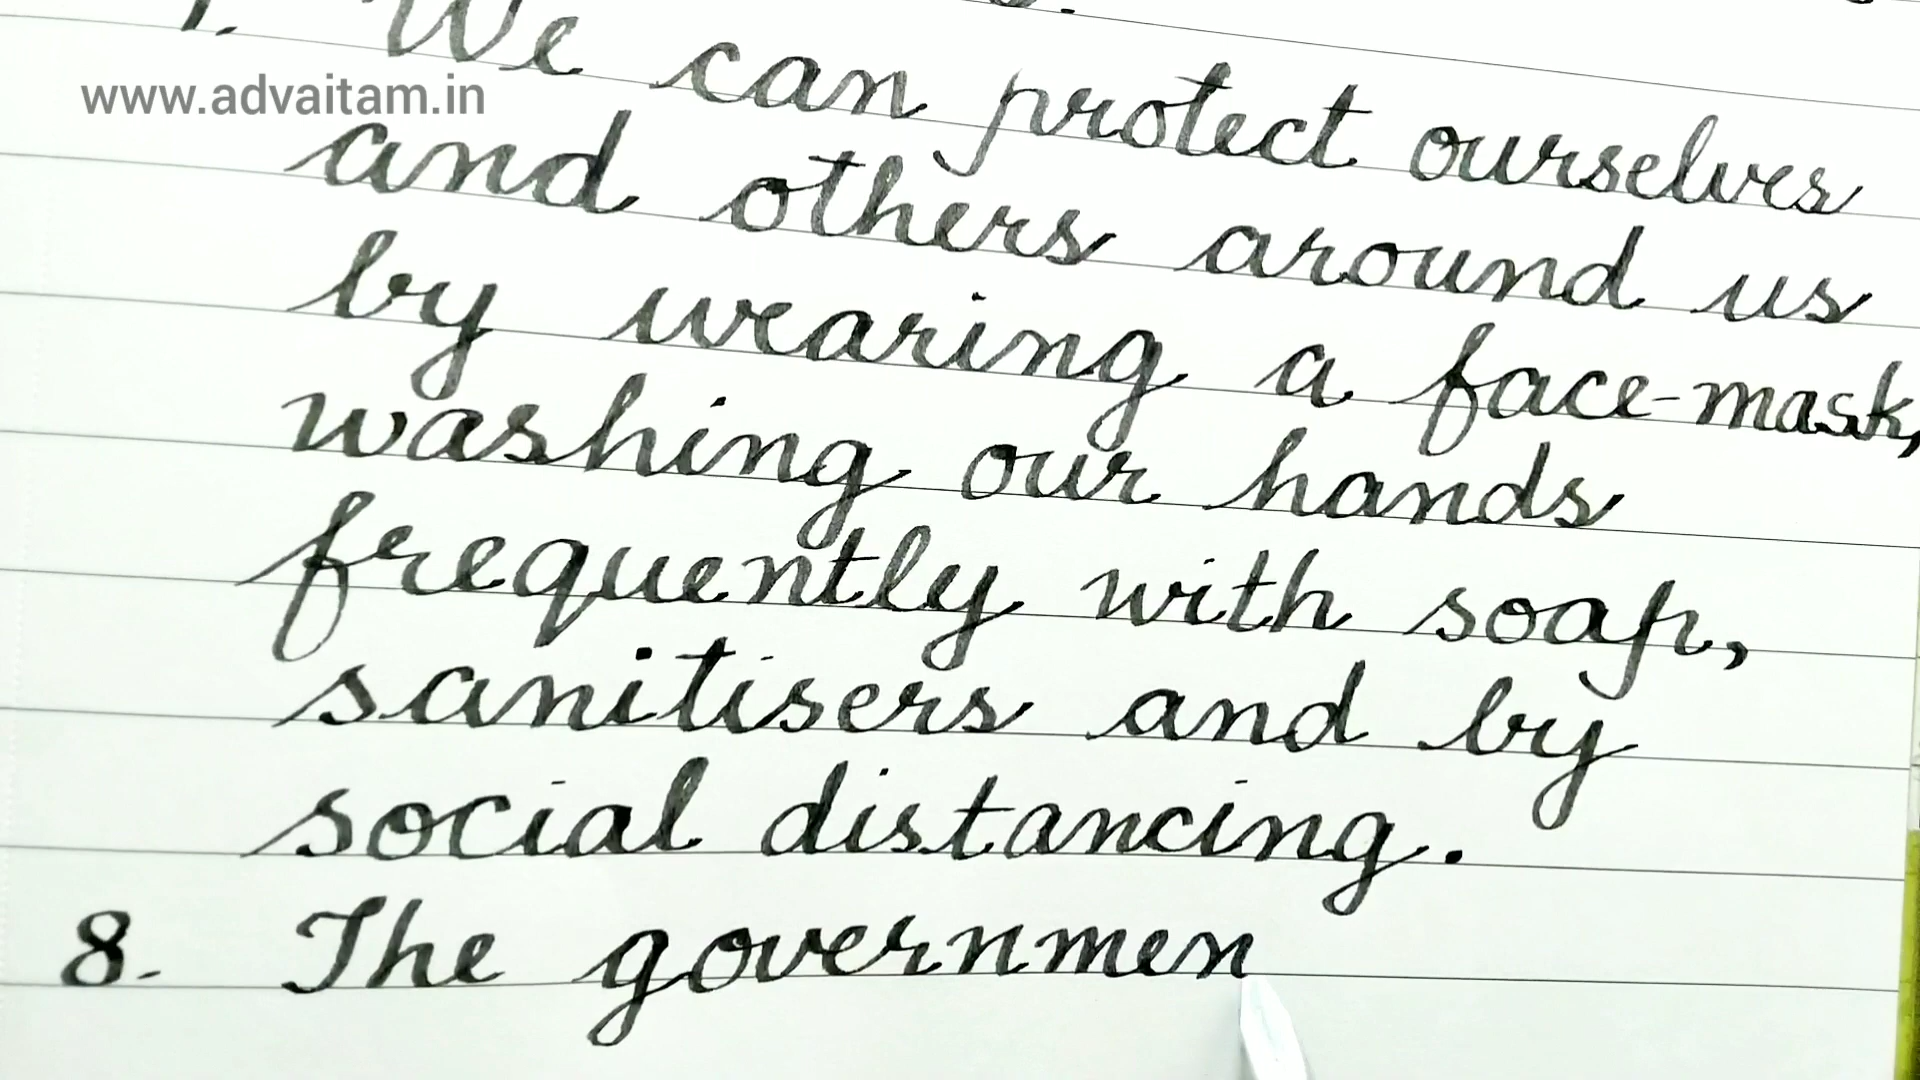 We can protect ourselves
www.advaitam.in
and others around us
by wearing a face-mask,
washing our hands
frequently with soap,
sanitisers and by
social distancing.
8. The governmen